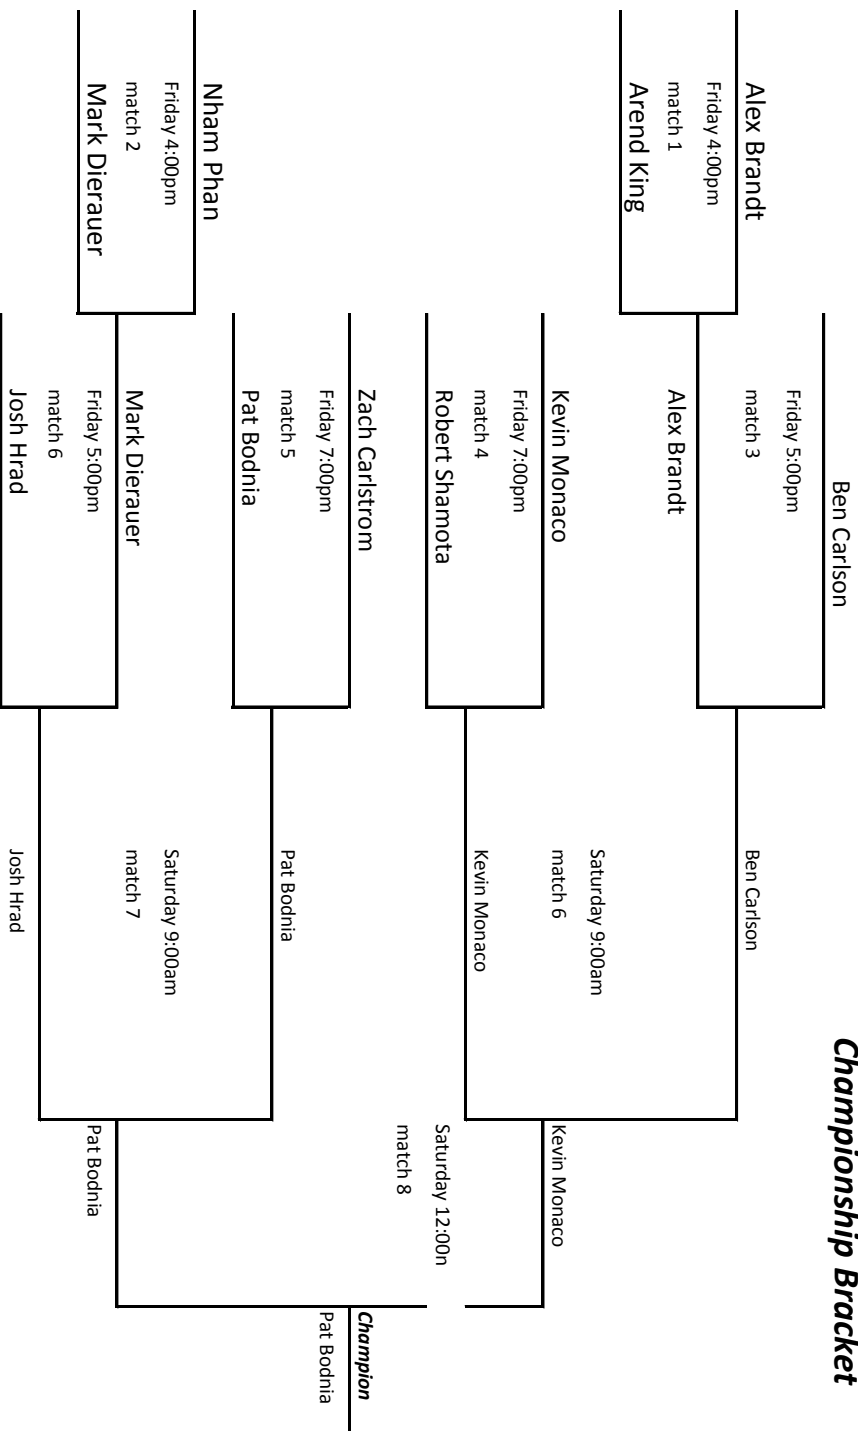 Championship Bracket
Ben Carlson
Friday 5:00pm
match 3
Alex Brandt
Friday 4:00pm
match 1
Arend King
Alex Brandt
Ben Carlson
Saturday 9:00am
match 6
Kevin Monaco
Kevin Monaco
Friday 7:00pm
match 4
Robert Shamota
Kevin Monaco
Saturday 12:00n
match 8
Champion
Pat Bodnia
Zach Carlstrom
Friday 7:00pm
match 5
Pat Bodnia
Pat Bodnia
Saturday 9:00am
match 7
Josh Hrad
Pat Bodnia
Nham Phan
Friday 4:00pm
match 2
Mark Dierauer
Mark Dierauer
Friday 5:00pm
match 6
Josh Hrad